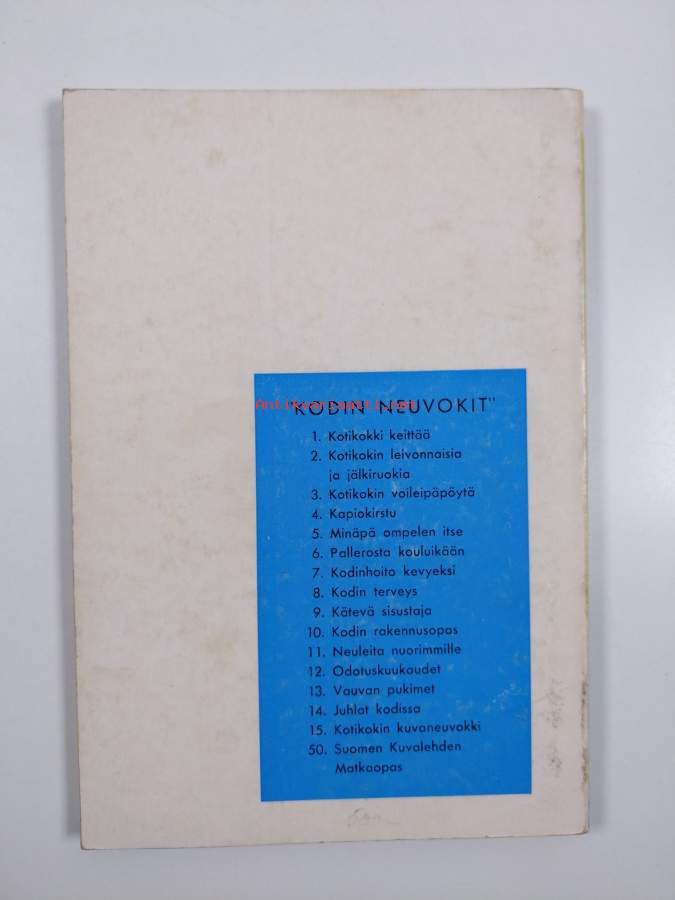 "KODIN NEUVOKIT"
Antikvariaatti.net
1. Kotikokki keittää
2. Kotikokin leivonnaisia
ja jälkiruokia
3. Kotikokin voileipäpöytä
4. Kapiokirstu
5. Minäpä ompelen itse
6. Pallerosta kouluikään
7. Kodinhoito kevyeksi
8. Kodin terveys
9. Kätevä sisustaja
10. Kodin rakennusopas
11. Neuleita nuorimmille
12. Odotuskuukaudet
13. Vauvan pukimet
14. Juhlat kodissa
15. Kotikokin kuvaneuvokki
50. Suomen Kuvalehden
Matkaopas